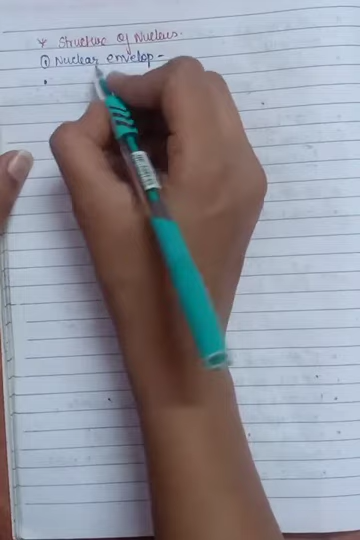 * Structure of Nucleus.
① Nuclear envelop -
•